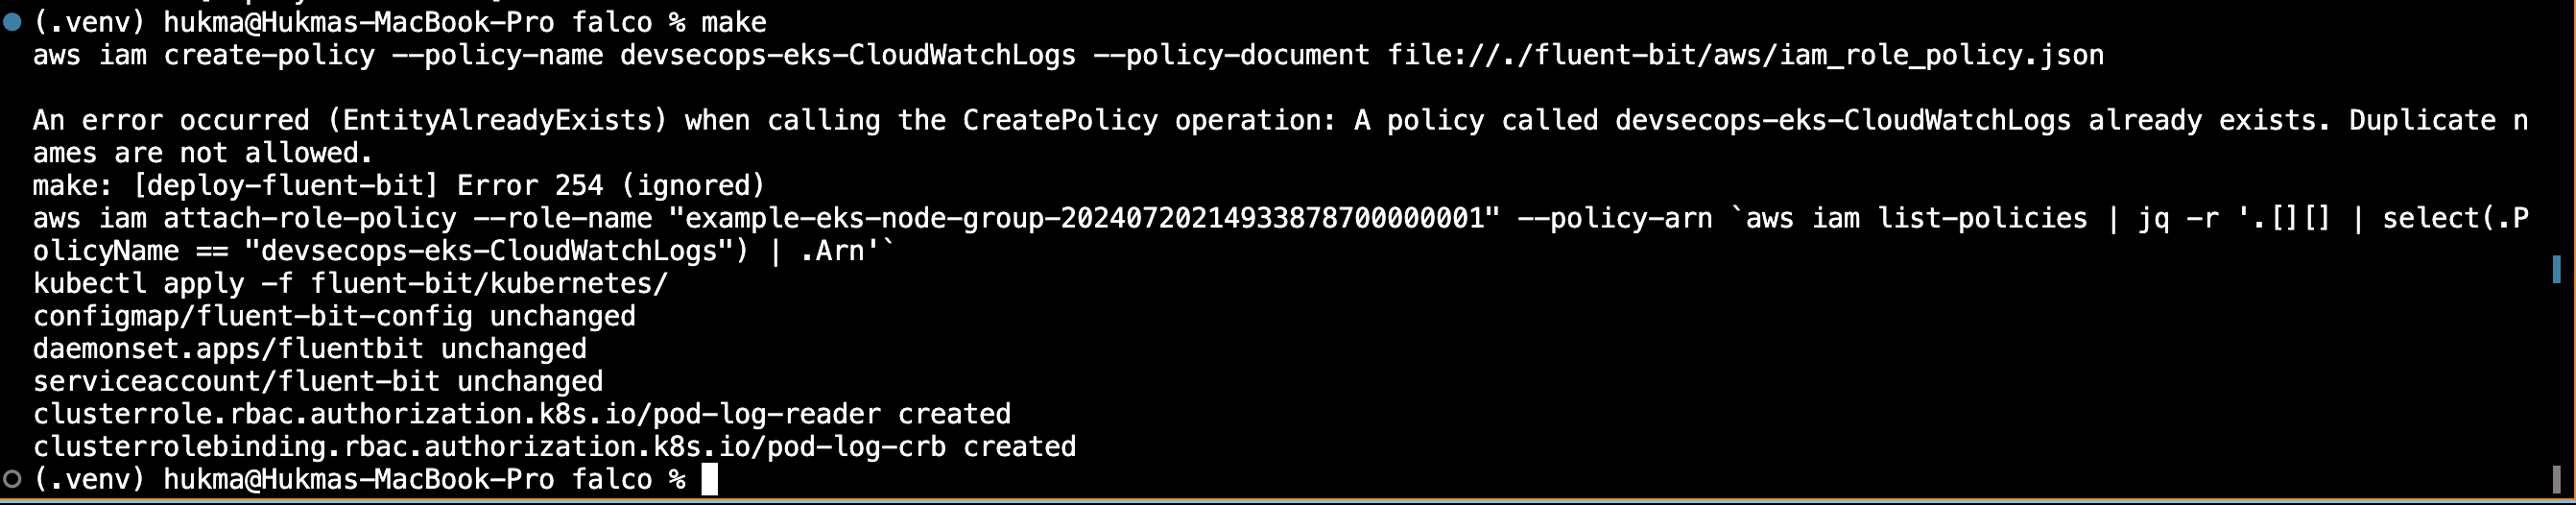 (.venv) hukma@Hukmas-MacBook-Pro falco % make
aws iam create-policy --policy-name devsecops-eks-CloudWatchLogs --policy-document file://./fluent-bit/aws/iam_role_policy.json
An error occurred (EntityAlreadyExists) when calling the CreatePolicy operation: A policy called devsecops-eks-CloudWatchLogs already exists. Duplicate n
ames are not allowed.
make: [deploy-fluent-bit] Error 254 (ignored)
aws iam attach-role-policy --role-name "example-eks-node-group-20240720214933878700000001" --policy-arn `aws iam list-policies | jq -r '.[][] | select(.P
olicyName == "devsecops-eks-CloudWatchLogs") | .Arn'`
kubectl apply -f fluent-bit/kubernetes/
configmap/fluent-bit-config unchanged
daemonset.apps/fluentbit unchanged
serviceaccount/fluent-bit unchanged
clusterrole.rbac.authorization.k8s.io/pod-log-reader created
clusterrolebinding.rbac.authorization.k8s.io/pod-log-crb created
(.venv) hukma@Hukmas-MacBook-Pro falco %